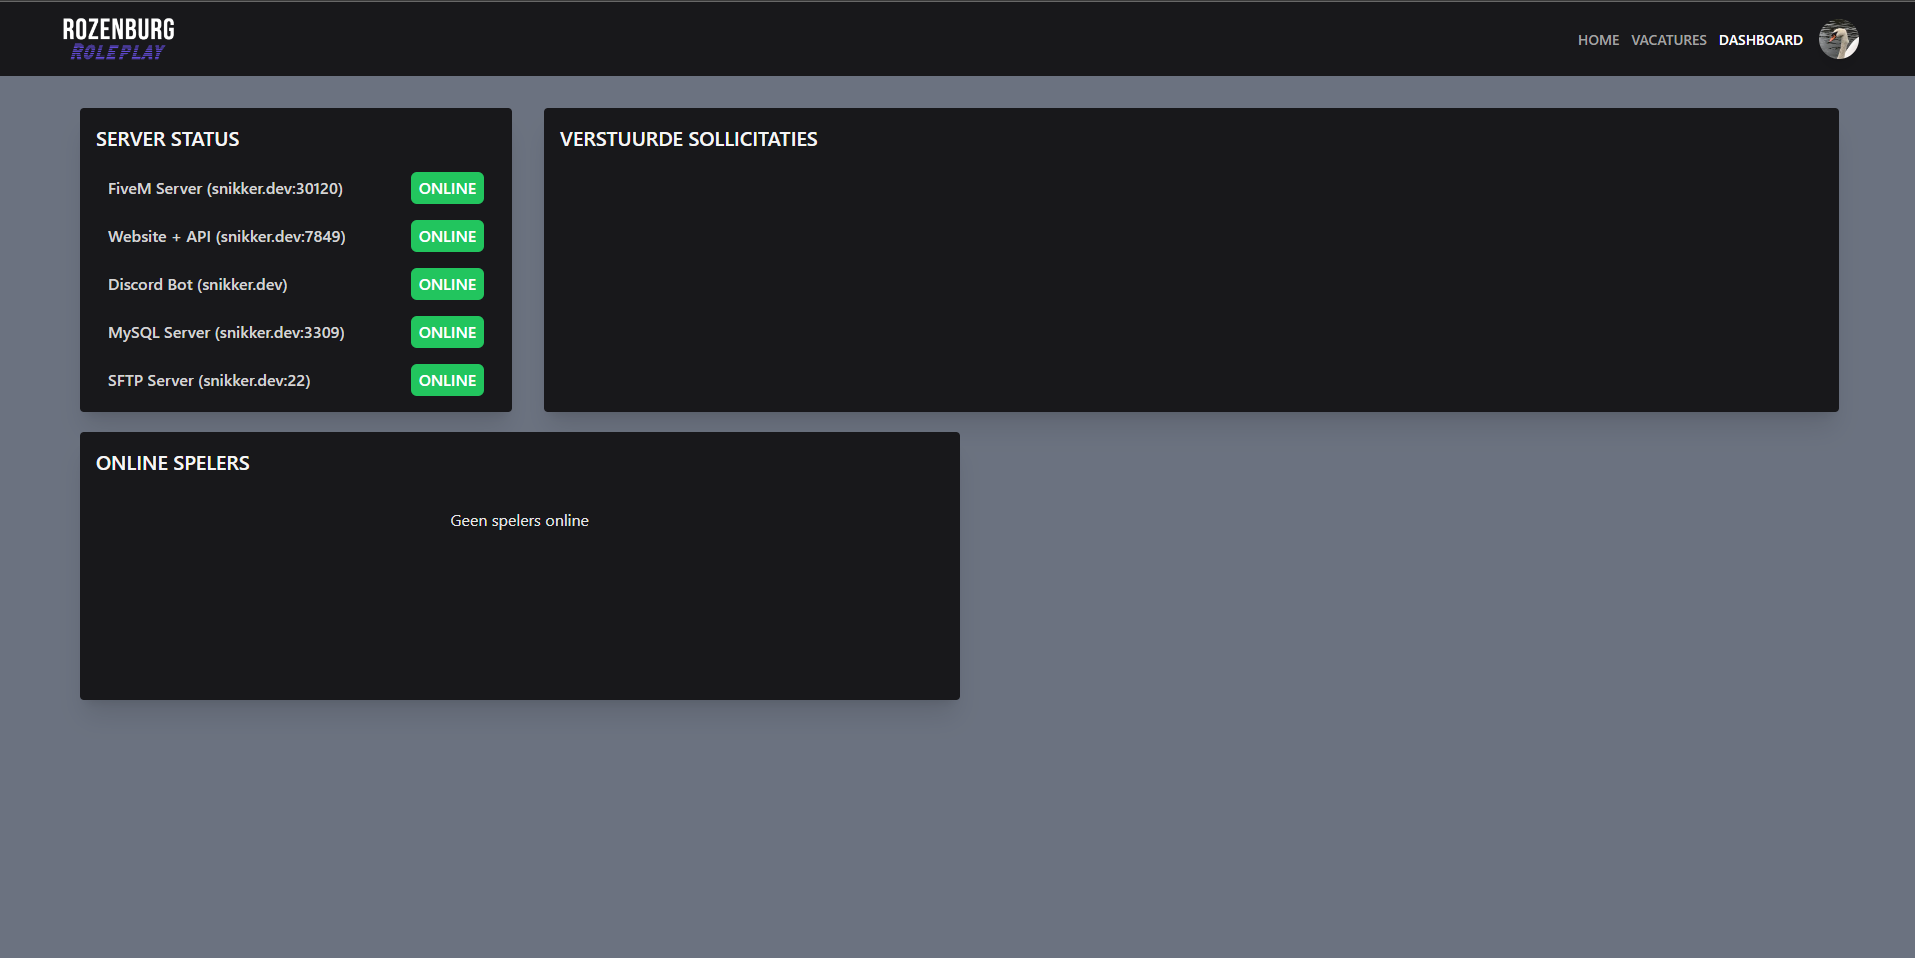 ROZENBURG
ROLEPLAY
HOME VACATURES DASHBOARD
SERVER STATUS
FiveM Server (snikker.dev:30120) ONLINE
Website + API (snikker.dev:7849) ONLINE
Discord Bot (snikker.dev) ONLINE
MySQL Server (snikker.dev:3309) ONLINE
SFTP Server (snikker.dev:22) ONLINE
VERSTUURDE SOLLICITATIES
ONLINE SPELERS
Geen spelers online